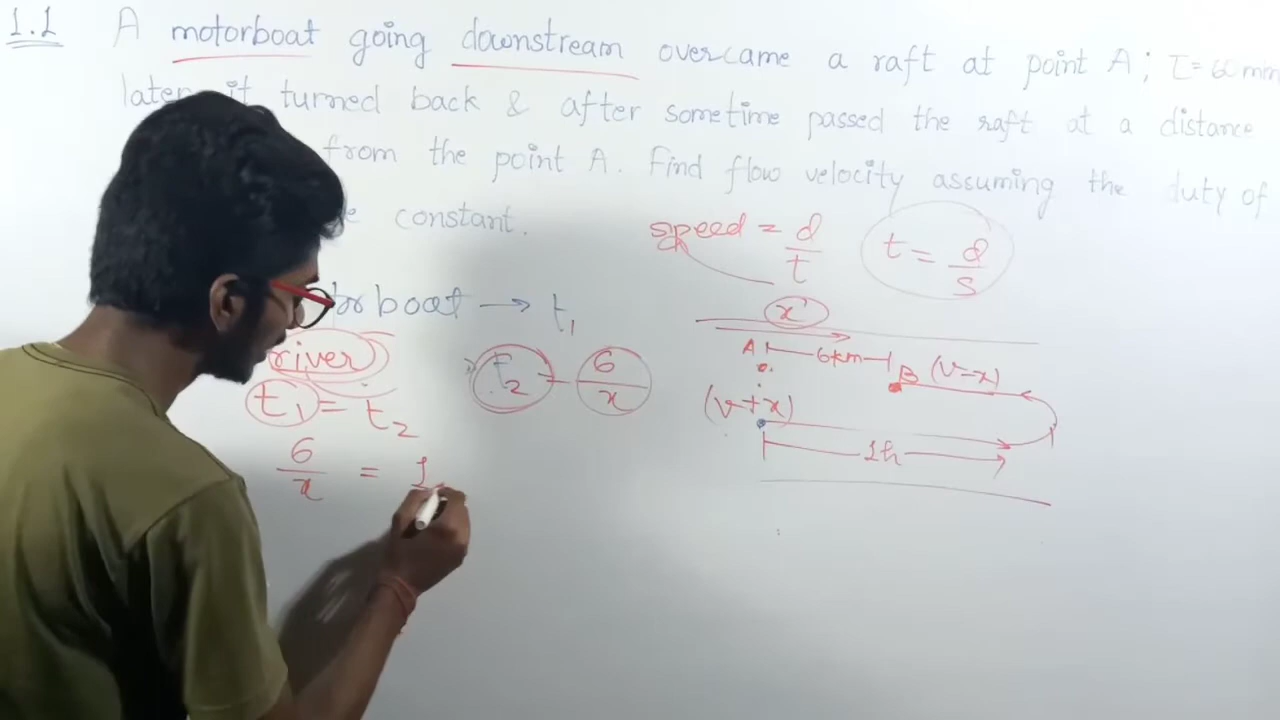 1.1 A motorboat going downstream overcame a raft at point A; τ = 60 min
later it turned back & after sometime passed the raft at a distance
from the point A. Find flow velocity assuming the duty of
constant.
speed = d/t
t = d/s
boat → t₁
x
river
t₂ = 6/x
A 6km B (v-x)
t₁ = t₂
(v+x)
1h
6/x = 1